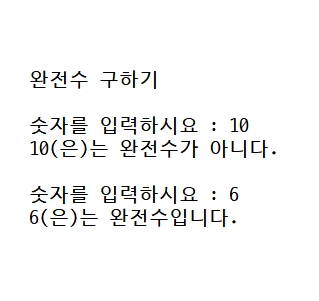 완전수 구하기
숫자를 입력하시요 : 10
10(은)는 완전수가 아니다.
숫자를 입력하시요 : 6
6(은)는 완전수입니다.